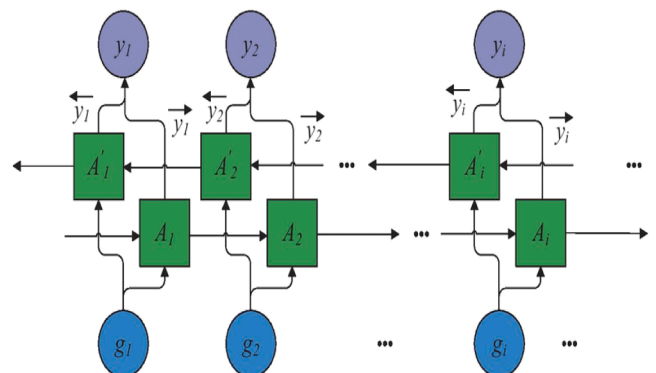 y₁ y₂ yᵢ
←y₁ →y₁ ←y₂ →y₂ ←yᵢ →yᵢ
A′₁ A′₂ ... A′ᵢ ...
A₁ A₂ ... Aᵢ
g₁ g₂ ... gᵢ ...